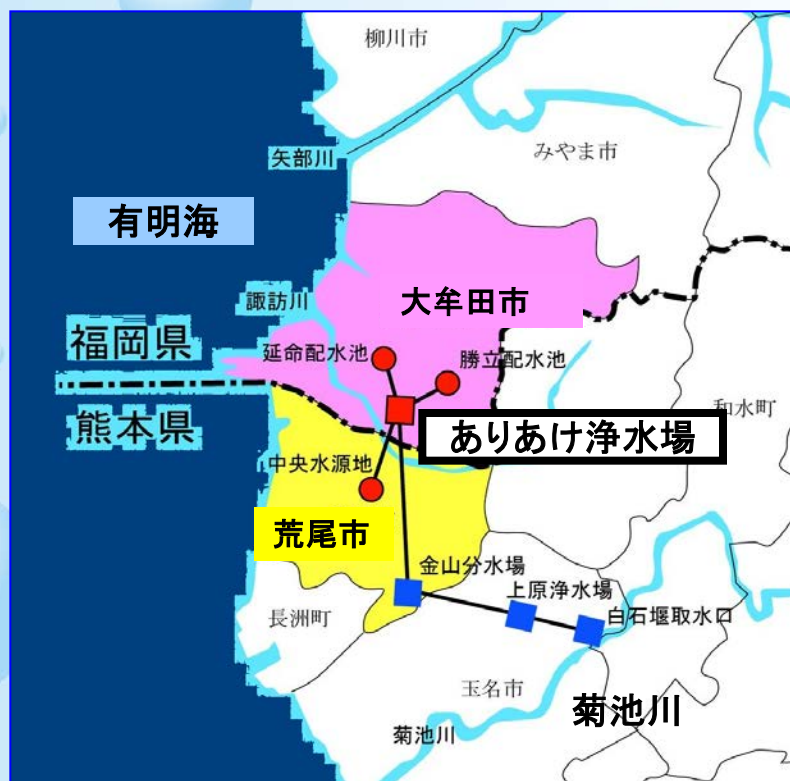 柳川市
みやま市
矢部川
有明海
諏訪川
大牟田市
福岡県
延命配水池
勝立配水池
和水町
熊本県
ありあけ浄水場
中央水源地
荒尾市
金山分水場
上原浄水場
長洲町
白石堰取水口
玉名市
菊池川
菊池川